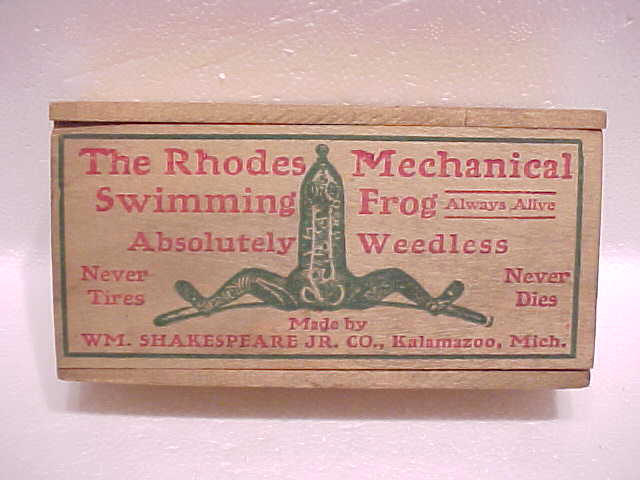 The Rhodes Mechanical
Swimming Frog Always Alive
Absolutely Weedless
Never Tires
Never Dies
Made by
WM. SHAKESPEARE JR. CO., Kalamazoo, Mich.